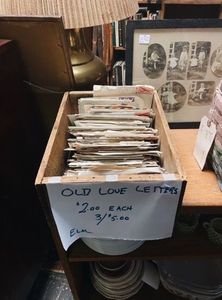 OLD LOVE LETTERS
$2.00 EACH
3/$5.00